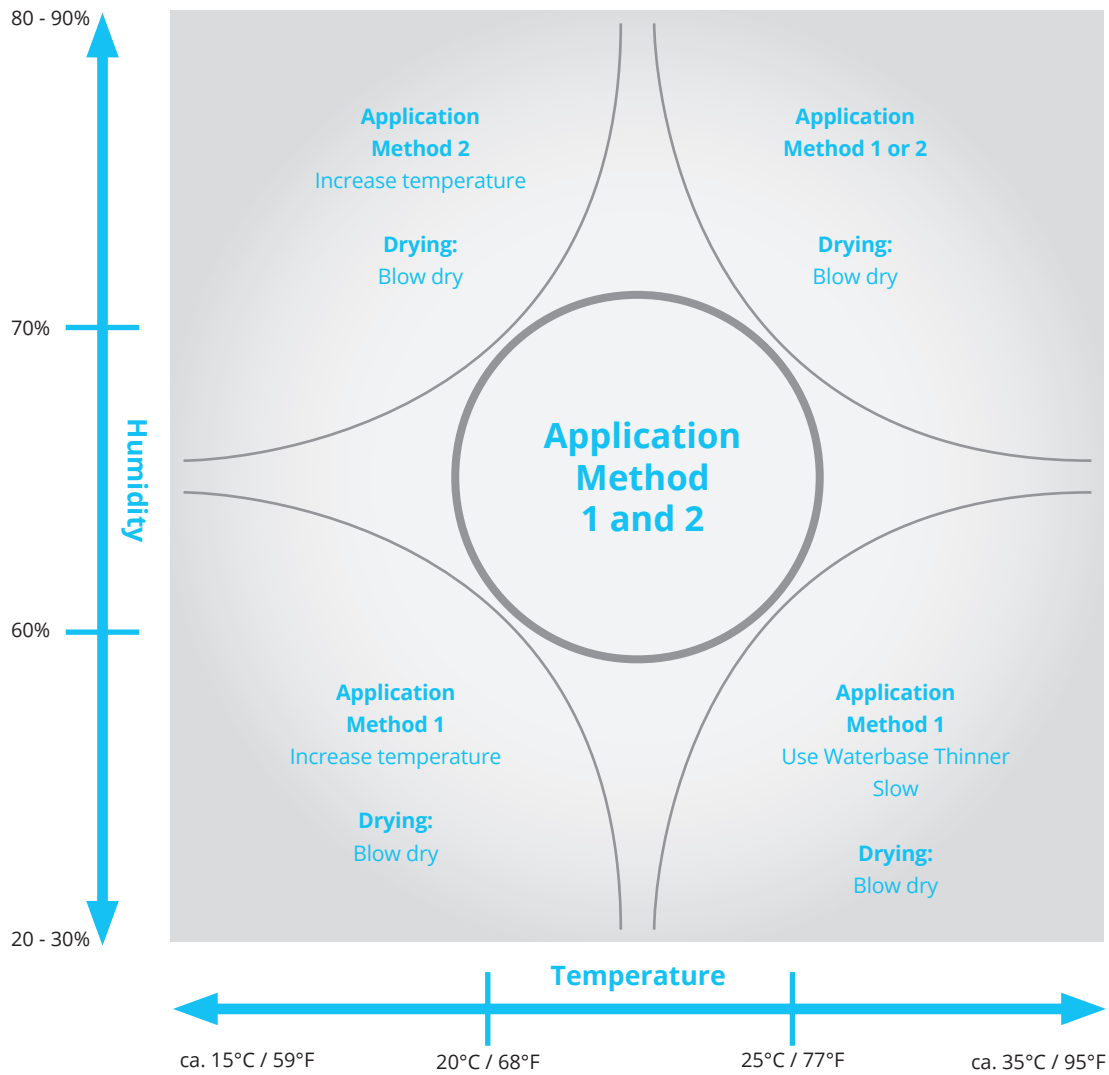 80 - 90%
Application
Method 2
Increase temperature
Drying:
Blow dry
Application
Method 1 or 2
Drying:
Blow dry
70%
Humidity
Application
Method
1 and 2
60%
Application
Method 1
Increase temperature
Drying:
Blow dry
Application
Method 1
Use Waterbase Thinner
Slow
Drying:
Blow dry
20 - 30%
Temperature
ca. 15°C / 59°F
20°C / 68°F
25°C / 77°F
ca. 35°C / 95°F